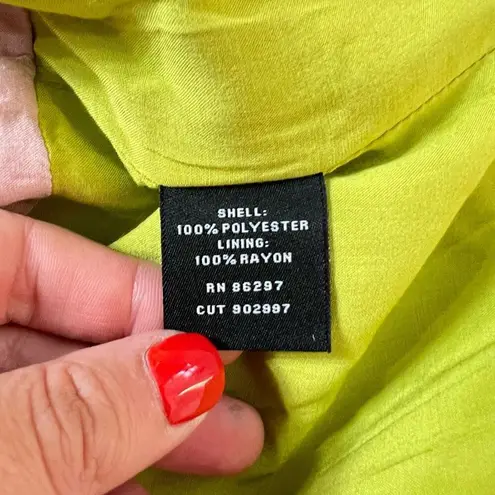 SHELL:
100% POLYESTER
LINING:
100% RAYON
RN 86297
CUT 902997